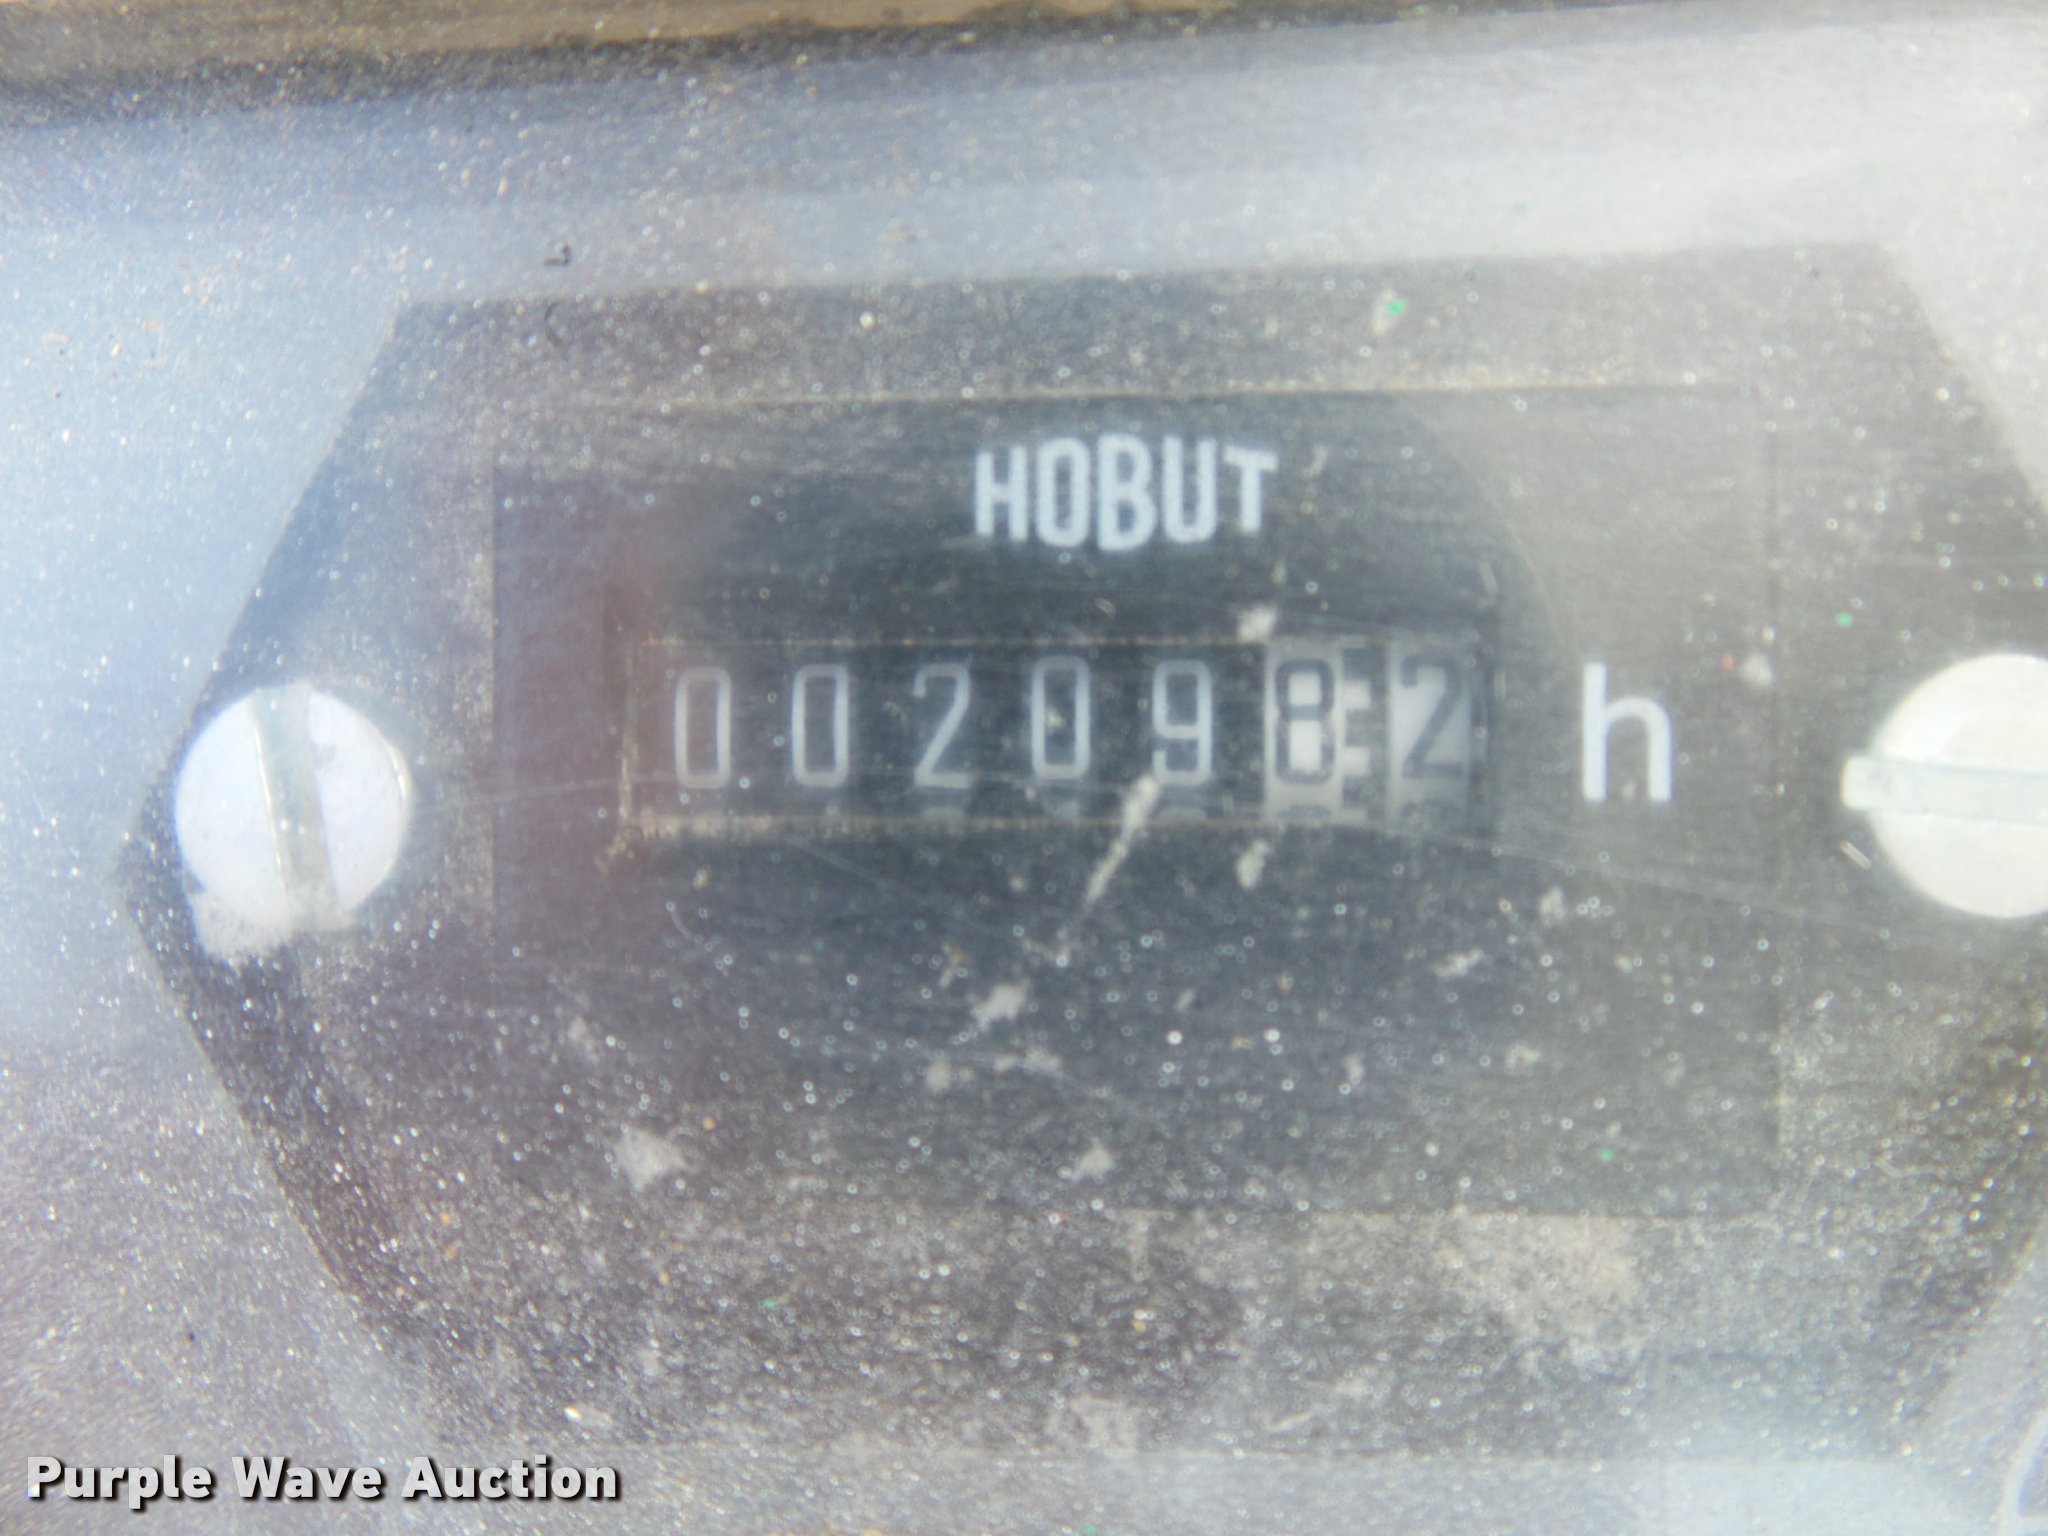 HOBUT
0020982 h
Purple Wave Auction